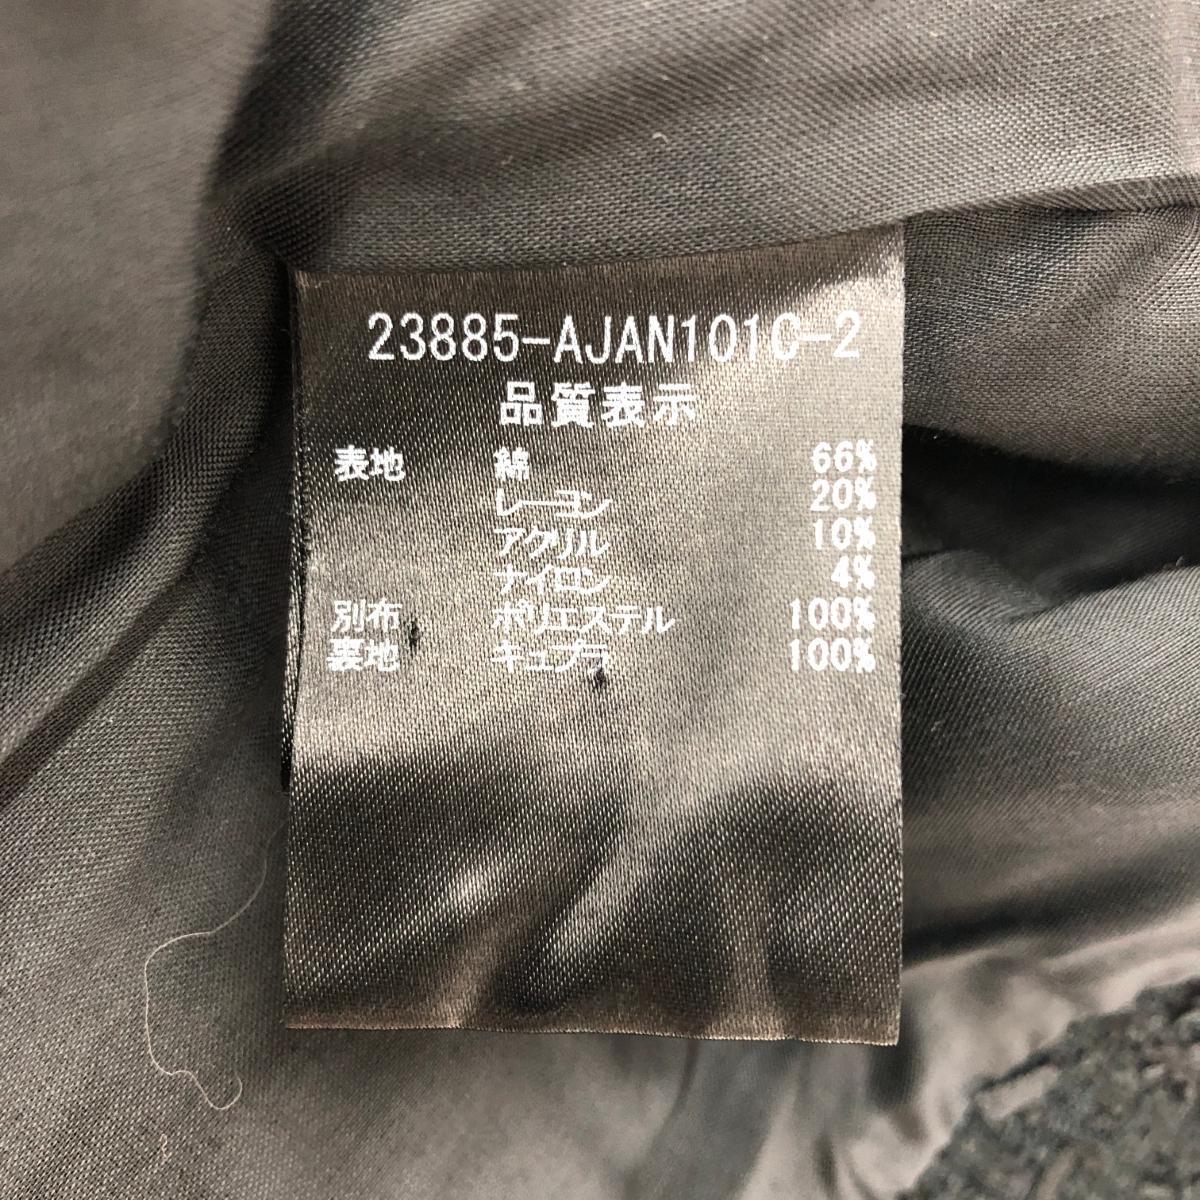 23885-AJAN101C-2
品質表示
表地 綿 66%
レーヨン 20%
アクリル 10%
ナイロン 4%
別布 ポリエステル 100%
裏地 キュプラ 100%